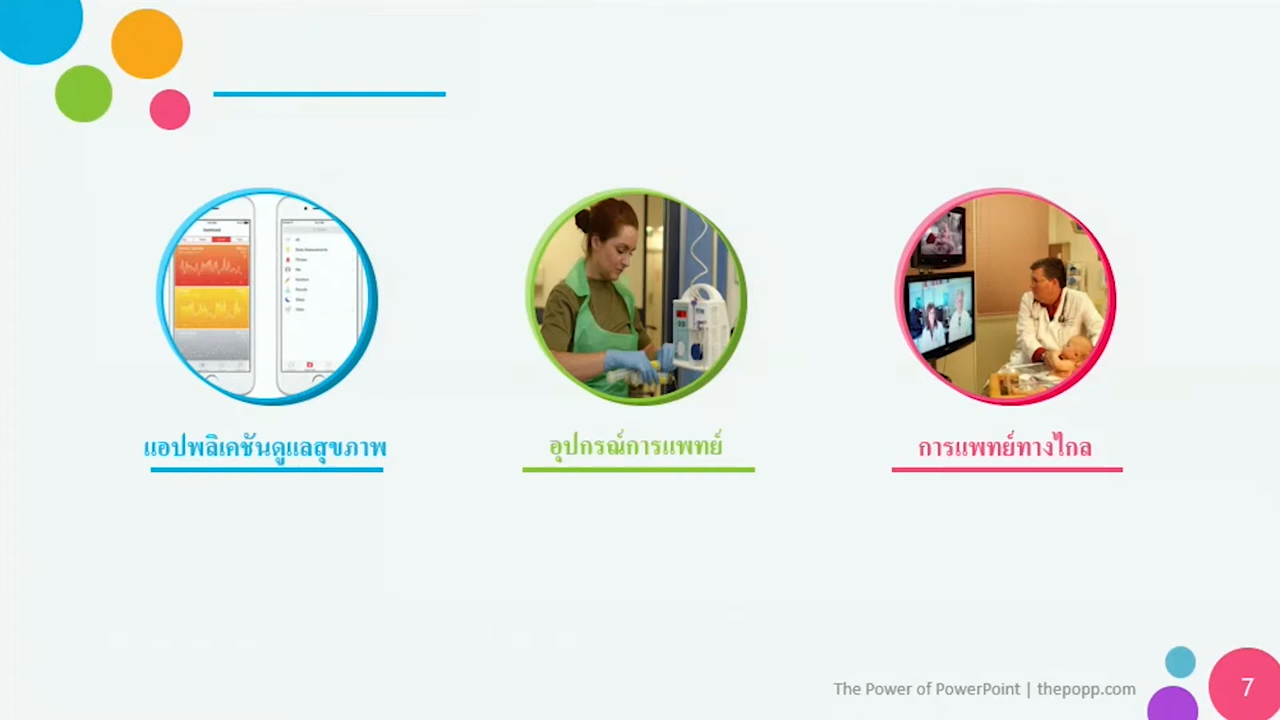 แอปพลิเคชันดูแลสุขภาพ
อุปกรณ์การแพทย์
การแพทย์ทางไกล
The Power of PowerPoint | thepopp.com
7